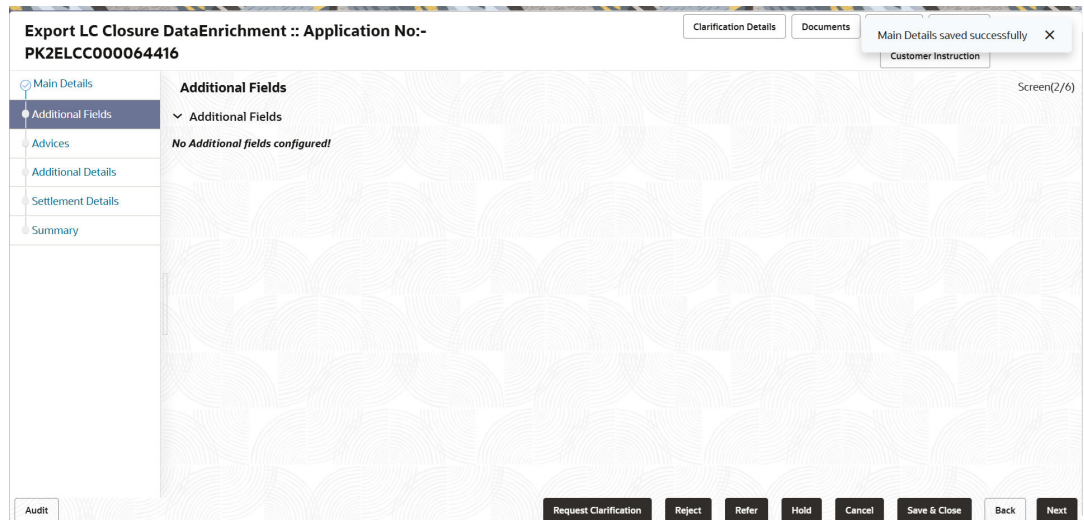 Export LC Closure DataEnrichment :: Application No:-
PK2ELCC000064416
Clarification Details
Documents
Main Details saved successfully
Customer Instruction
Main Details
Additional Fields
Advices
Additional Details
Settlement Details
Summary
Additional Fields
Screen(2/6)
Additional Fields
No Additional fields configured!
Audit
Request Clarification
Reject
Refer
Hold
Cancel
Save & Close
Back
Next